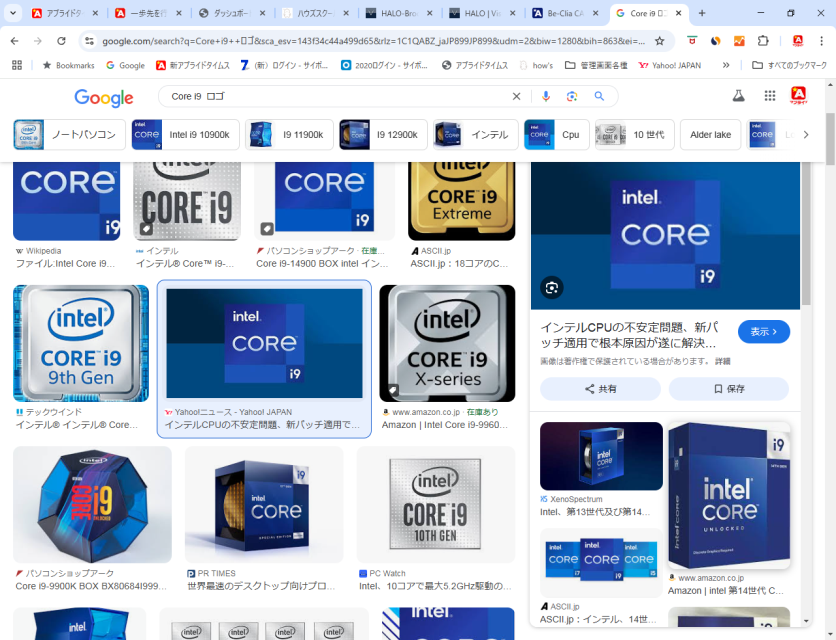 アプライドタ
一歩先を行
ダッシュボー
ハウズスクー
HALO-Bro
HALO | Vie
Be-Clia CA
Core i9 ロゴ
google.com/search?q=Core+i9++ロゴ&sca_esv=143f34c44a499d65&rlz=1C1QABZ_jaJP899JP899&udm=2&biw=1280&bih=863&ei=...
Bookmarks
Google
新アプライドタイムス
(新) ログイン - サイボ...
2020ログイン - サイボ...
アプライドタイムス
how's
管理画面各種
Yahoo! JAPAN
すべてのブックマーク
Google
Core i9 ロゴ
ノートパソコン
Intel i9 10900k
I9 11900k
I9 12900k
インテル
Cpu
10 世代
Alder lake
CORE
i9
CORE i9
CORE
i9
CORE i9
Extreme
Wikipedia
ファイル:Intel Core i9...
インテル
インテル® Core™ i9-...
パソコンショップアーク · 在庫...
Core i9-14900 BOX intel イン...
ASCII.jp
ASCII.jp：18コアのC...
intel
CORE i9
9th Gen
intel.
CORE
i9
intel
CORE i9
X-series
テックウインド
インテル® インテル® Core...
Yahoo!ニュース - Yahoo! JAPAN
インテルCPUの不安定問題、新パッチ適用で...
www.amazon.co.jp · 在庫あり
Amazon | Intel Core i9-9960...
intel
CORE
i9
intel
CORE
i9
intel
CORE i9
10TH GEN
パソコンショップアーク
Core i9-9900K BOX BX80684I999...
PR TIMES
世界最速のデスクトップ向けプロ...
PC Watch
Intel、10コアで最大5.2GHz駆動の...
intel
intel
intel
intel
intel
intel.
intel.
CORE
i9
インテルCPUの不安定問題、新パ
ッチ適用で根本原因が遂に解決...
表示
画像は著作権で保護されている場合があります。 詳細
共有
保存
intel
CORE
XenoSpectrum
Intel、第13世代及び第14...
i9
intel
CORE
UNLOCKED
intel
CORE
i7
intel
CORE
i9
intel
CORE
i5
www.amazon.co.jp
Amazon | intel 第14世代 C...
ASCII.jp
ASCII.jp：インテル、14世...